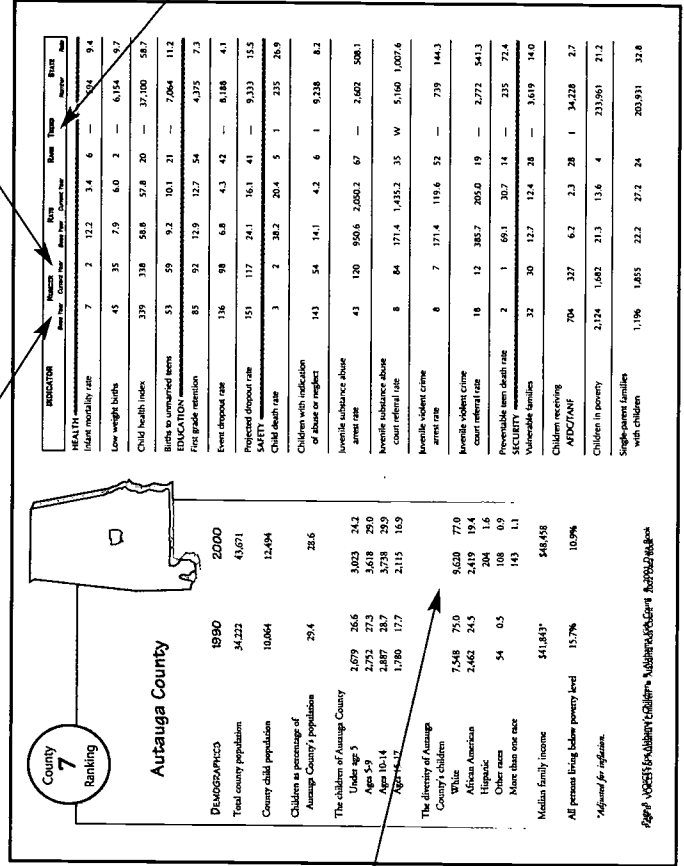 County
7
Ranking
Autauga County
DEMOGRAPHICS 1990 2000
Total county population 34,222 43,671
County child population 10,064 12,494
Children as percentage of
Autauga County's population 29.4 28.6
The children of Autauga County
Under age 5 2,679 26.6 3,023 24.2
Ages 5-9 2,752 27.3 3,618 29.0
Ages 10-14 2,887 28.7 3,738 29.9
Ages 15-17 1,780 17.7 2,115 16.9
The diversity of Autauga
County's children
White 7,548 75.0 9,620 77.0
African American 2,462 24.5 2,419 19.4
Hispanic 204 1.6
Other races 54 0.5 108 0.9
More than one race 143 1.1
Median family income $41,843* $48,458
All persons living below poverty level 15.7% 10.9%
*Adjusted for inflation.
INDICATOR NUMBER RATE RANK TREND STATE
Base Year Current Year Base Year Current Year Number Rate
HEALTH
Infant mortality rate 7 2 12.2 3.4 6 — 594 9.4
Low weight births 45 35 7.9 6.0 2 — 6,154 9.7
Child health index 339 338 58.8 57.8 20 — 37,100 58.7
Births to unmarried teens 53 59 9.2 10.1 21 — 7,064 11.2
EDUCATION
First grade retention 85 92 12.9 12.7 54 4,375 7.3
Event dropout rate 136 98 6.8 4.3 42 — 8,188 4.1
Projected dropout rate 151 117 24.1 16.1 41 — 9,333 15.5
SAFETY
Child death rate 3 2 38.2 20.4 5 I 235 26.9
Children with indication
of abuse or neglect 143 54 14.1 4.2 6 I 9,238 8.2
Juvenile substance abuse
arrest rate 43 120 950.6 2,050.2 67 — 2,602 508.1
Juvenile substance abuse
court referral rate 8 84 171.4 1,435.2 35 W 5,160 1,007.6
Juvenile violent crime
arrest rate 8 7 171.4 119.6 52 — 739 144.3
Juvenile violent crime
court referral rate 18 12 385.7 205.0 19 — 2,772 541.3
Preventable teen death rate 2 1 69.1 30.7 14 — 235 72.4
SECURITY
Vulnerable families 32 30 12.7 12.4 28 — 3,619 14.0
Children receiving
AFDC/TANF 704 327 6.2 2.3 28 I 34,228 2.7
Children in poverty 2,124 1,682 21.3 13.6 4 233,961 21.2
Single-parent families
with children 1,196 1,855 22.2 27.2 24 203,931 32.8